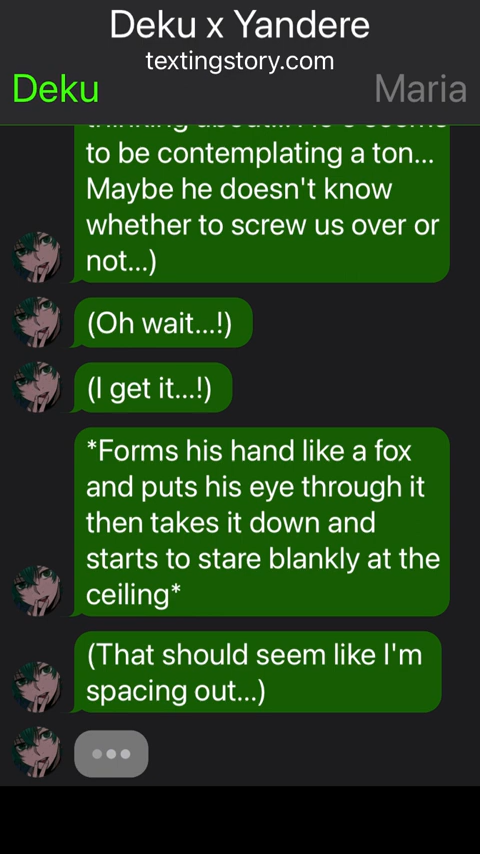 Deku x Yandere
textingstory.com
Deku
Maria
to be contemplating a ton...
Maybe he doesn't know
whether to screw us over or
not...)
(Oh wait...!)
(I get it...!)
*Forms his hand like a fox
and puts his eye through it
then takes it down and
starts to stare blankly at the
ceiling*
(That should seem like I'm
spacing out...)